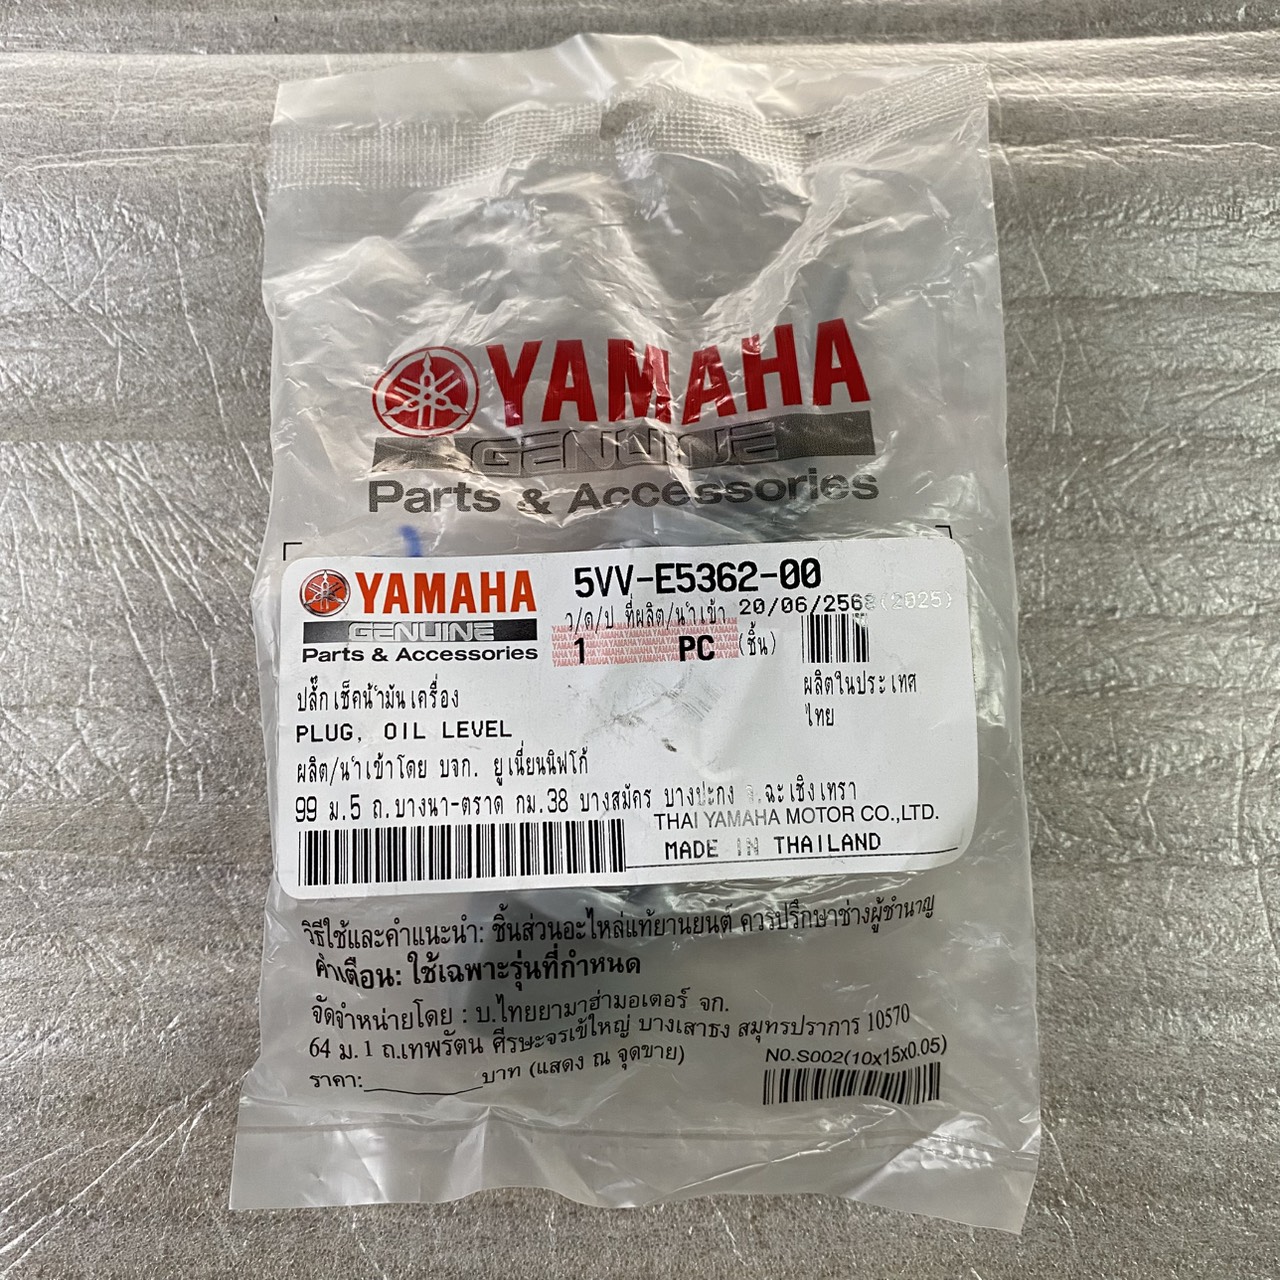 YAMAHA
GENUINE
Parts & Accessories
YAMAHA
GENUINE
Parts & Accessories
5VV-E5362-00
ว/ด/ป ที่ผลิต/นำเข้า 20/06/2568(2025)
1 PC (ชิ้น)
ผลิตในประเทศ
ไทย
ปลั๊กเช็คน้ำมันเครื่อง
PLUG, OIL LEVEL
ผลิต/นำเข้าโดย บจก. ยูเนี่ยนนิฟโก้
99 ม.5 ถ.บางนา-ตราด กม.38 บางสมัคร บางปะกง จ.ฉะเชิงเทรา
THAI YAMAHA MOTOR CO.,LTD.
MADE IN THAILAND
วิธีใช้และคำแนะนำ: ชิ้นส่วนอะไหล่แท้ยานยนต์ ควรปรึกษาช่างผู้ชำนาญ
คำเตือน: ใช้เฉพาะรุ่นที่กำหนด
จัดจำหน่ายโดย : บ.ไทยยามาฮ่ามอเตอร์ จก.
64 ม.1 ถ.เทพรัตน ศีรษะจรเข้ใหญ่ บางเสาธง สมุทรปราการ 10570
ราคา:__________บาท (แสดง ณ จุดขาย)
NO.S002(10x15x0.05)